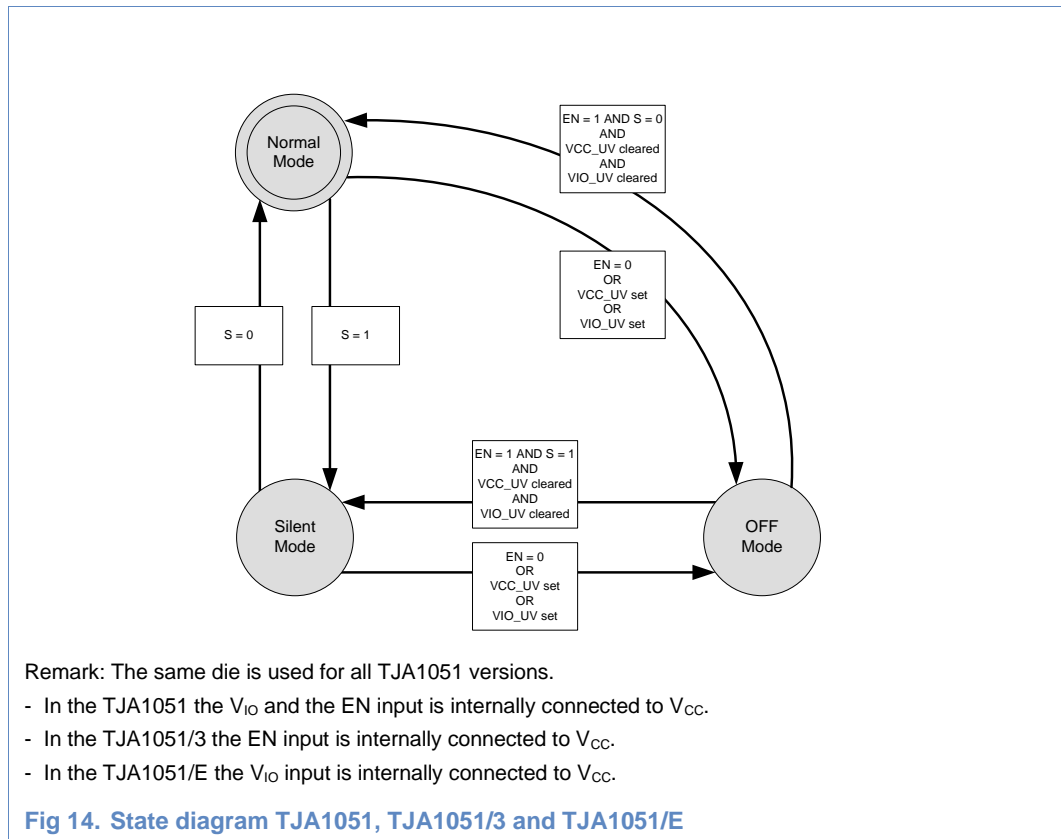 Normal
Mode
EN = 1 AND S = 0
AND
VCC_UV cleared
AND
VIO_UV cleared
EN = 0
OR
VCC_UV set
OR
VIO_UV set
S = 0
S = 1
EN = 1 AND S = 1
AND
VCC_UV cleared
AND
VIO_UV cleared
Silent
Mode
OFF
Mode
EN = 0
OR
VCC_UV set
OR
VIO_UV set
Remark: The same die is used for all TJA1051 versions.
- In the TJA1051 the VIO and the EN input is internally connected to VCC.
- In the TJA1051/3 the EN input is internally connected to VCC.
- In the TJA1051/E the VIO input is internally connected to VCC.
Fig 14. State diagram TJA1051, TJA1051/3 and TJA1051/E